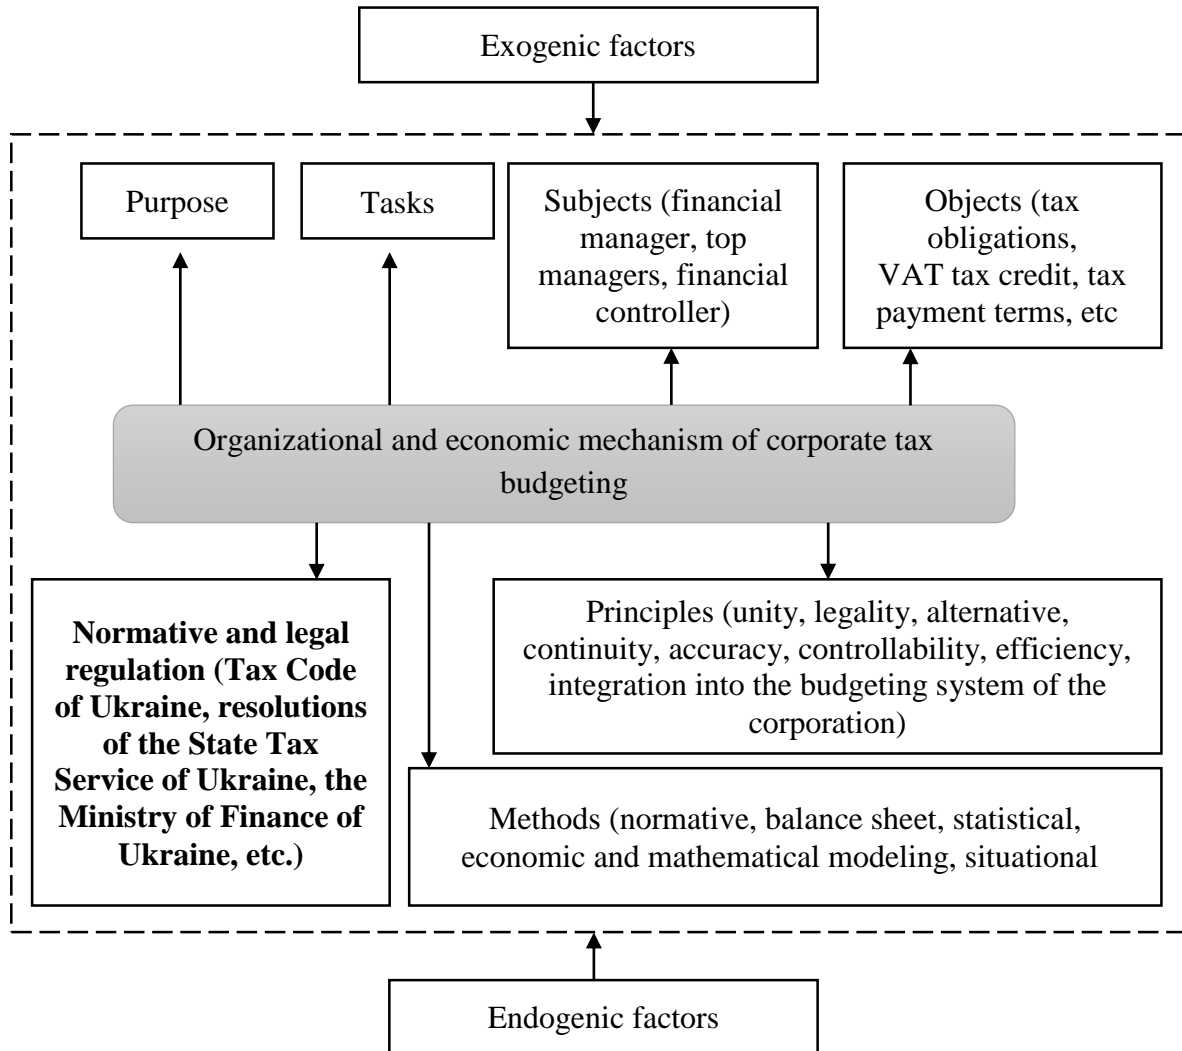 Exogenic factors
Purpose
Tasks
Subjects (financial
manager, top
managers, financial
controller)
Objects (tax
obligations,
VAT tax credit, tax
payment terms, etc
Organizational and economic mechanism of corporate tax
budgeting
Normative and legal
regulation (Tax Code
of Ukraine, resolutions
of the State Tax
Service of Ukraine, the
Ministry of Finance of
Ukraine, etc.)
Principles (unity, legality, alternative,
continuity, accuracy, controllability, efficiency,
integration into the budgeting system of the
corporation)
Methods (normative, balance sheet, statistical,
economic and mathematical modeling, situational
Endogenic factors